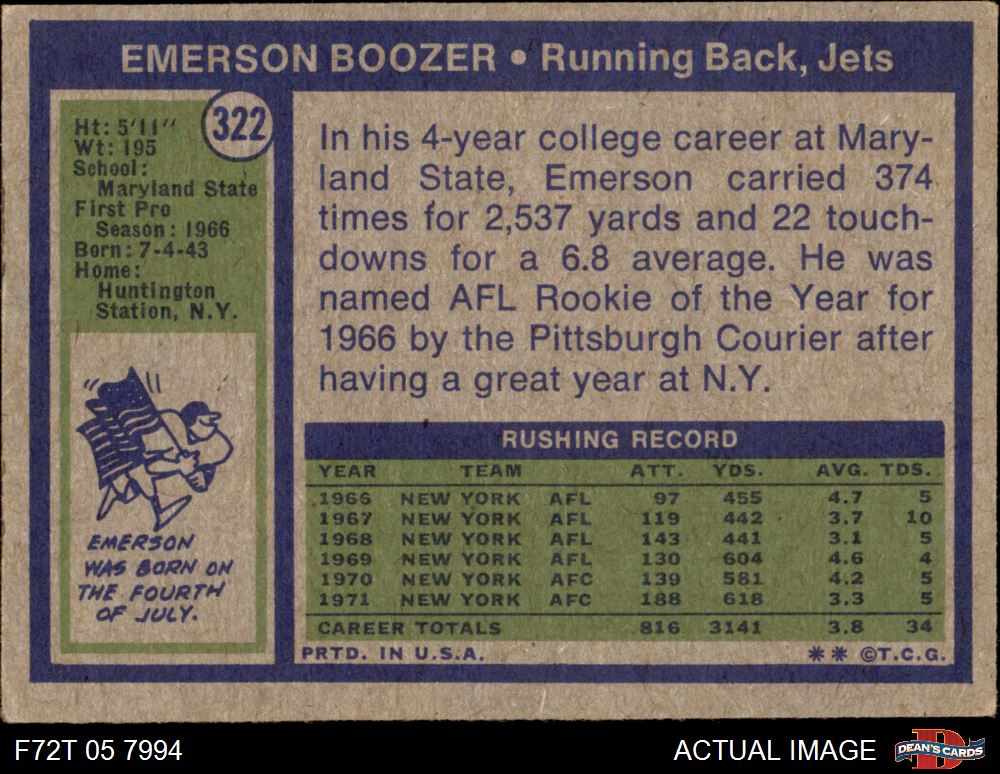 EMERSON BOOZER • Running Back, Jets
322
Ht: 5'11"
Wt: 195
School:
Maryland State
First Pro
Season: 1966
Born: 7-4-43
Home:
Huntington
Station, N.Y.
In his 4-year college career at Mary-
land State, Emerson carried 374
times for 2,537 yards and 22 touch-
downs for a 6.8 average. He was
named AFL Rookie of the Year for
1966 by the Pittsburgh Courier after
having a great year at N.Y.
EMERSON
WAS BORN ON
THE FOURTH
OF JULY.
RUSHING RECORD
YEAR TEAM ATT. YDS. AVG. TDS.
1966 NEW YORK AFL 97 455 4.7 5
1967 NEW YORK AFL 119 442 3.7 10
1968 NEW YORK AFL 143 441 3.1 5
1969 NEW YORK AFL 130 604 4.6 4
1970 NEW YORK AFC 139 581 4.2 5
1971 NEW YORK AFC 188 618 3.3 5
CAREER TOTALS 816 3141 3.8 34
PRTD. IN U.S.A. ** ©T.C.G.
F72T 05 7994 ACTUAL IMAGE D DEAN'S CARDS